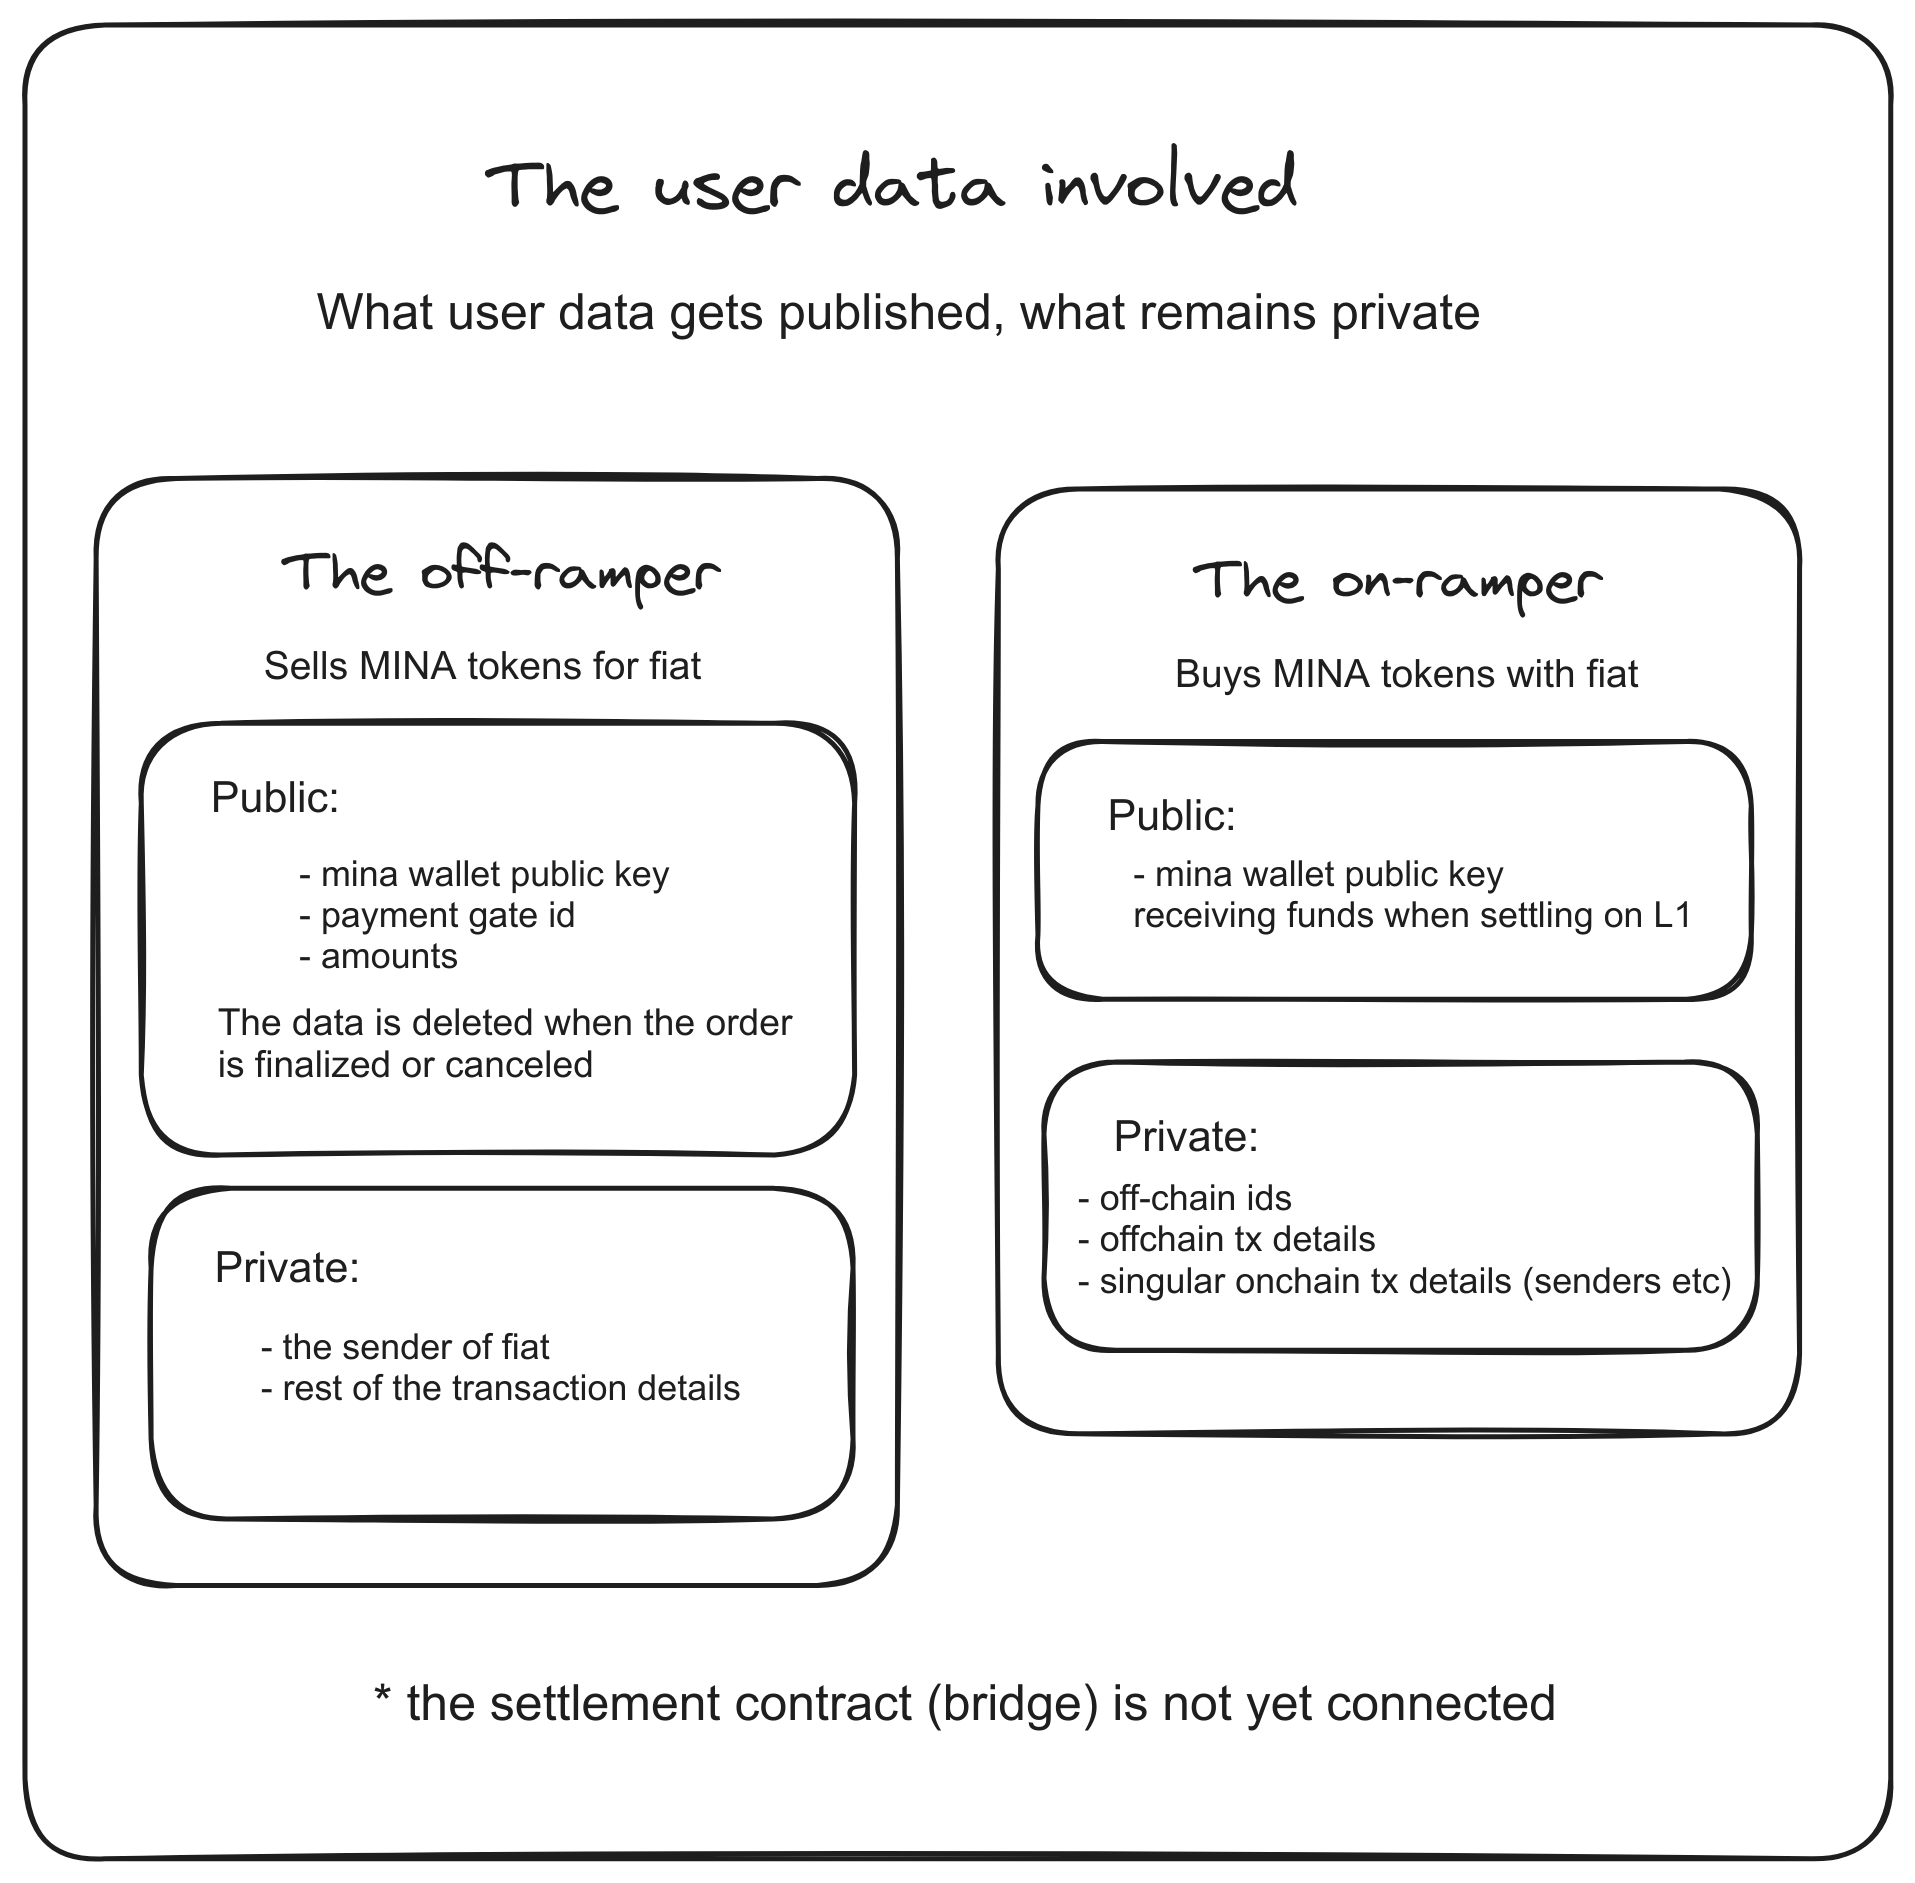 The user data involved
What user data gets published, what remains private
The off-ramper
Sells MINA tokens for fiat
Public:
- mina wallet public key
- payment gate id
- amounts
The data is deleted when the order
is finalized or canceled
Private:
- the sender of fiat
- rest of the transaction details
The on-ramper
Buys MINA tokens with fiat
Public:
- mina wallet public key
receiving funds when settling on L1
Private:
- off-chain ids
- offchain tx details
- singular onchain tx details (senders etc)
* the settlement contract (bridge) is not yet connected